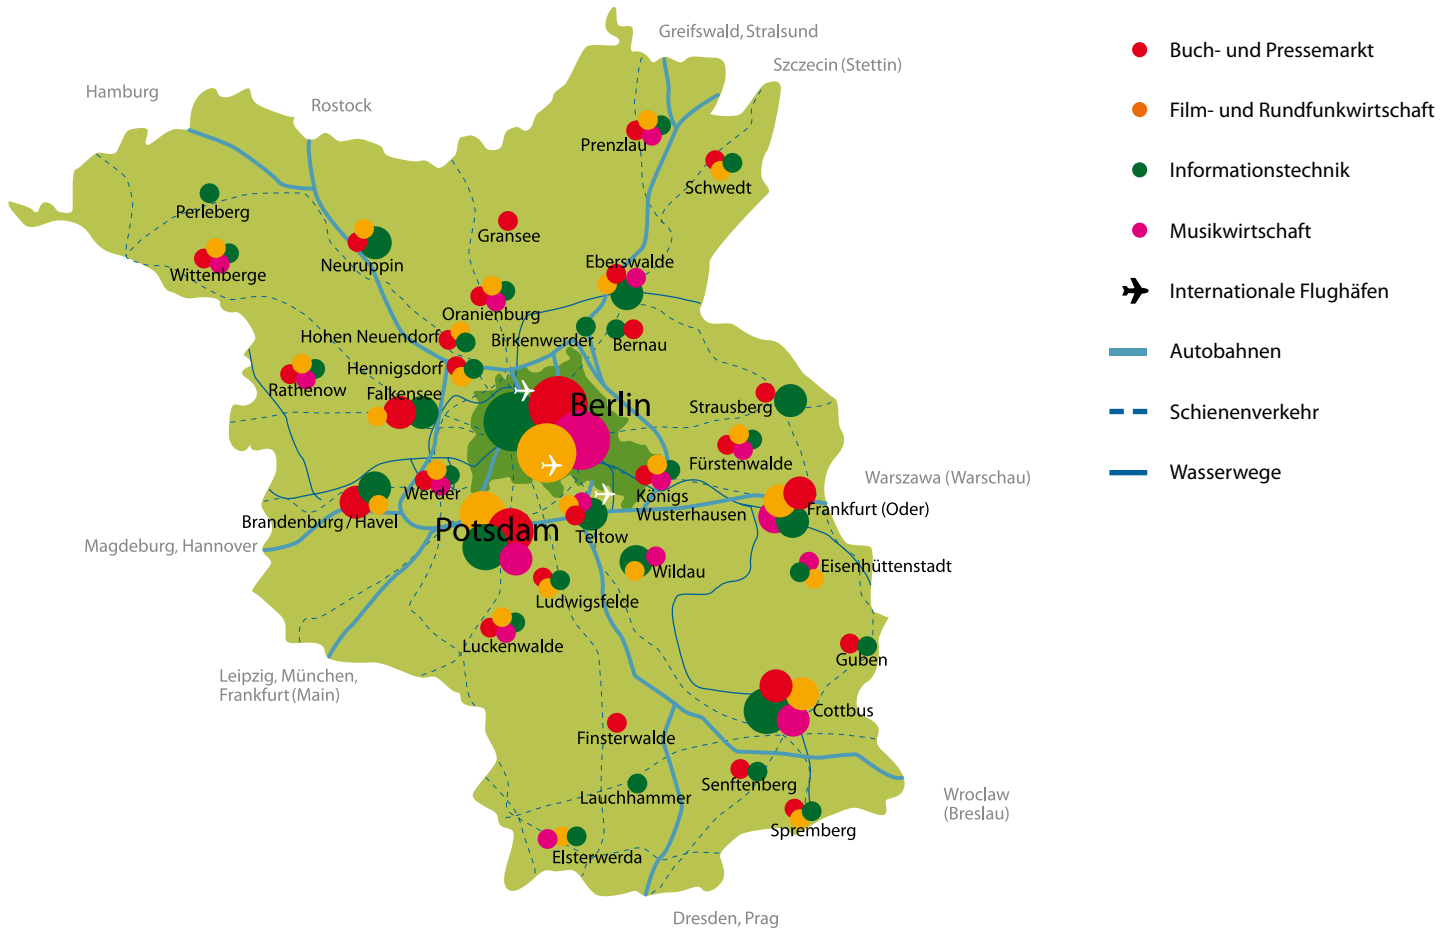 Greifswald, Stralsund
Szczecin (Stettin)
Hamburg
Rostock
Prenzlau
Schwedt
Perleberg
Gransee
Wittenberge
Neuruppin
Eberswalde
Oranienburg
Hohen Neuendorf
Birkenwerder
Bernau
Hennigsdorf
Rathenow
Falkensee
Berlin
Strausberg
Fürstenwalde
Warszawa (Warschau)
Werder
Königs
Wusterhausen
Frankfurt (Oder)
Brandenburg / Havel
Potsdam
Teltow
Magdeburg, Hannover
Wildau
Eisenhüttenstadt
Ludwigsfelde
Luckenwalde
Guben
Leipzig, München,
Frankfurt (Main)
Cottbus
Finsterwalde
Senftenberg
Lauchhammer
Wroclaw
(Breslau)
Spremberg
Elsterwerda
Dresden, Prag
Buch- und Pressemarkt
Film- und Rundfunkwirtschaft
Informationstechnik
Musikwirtschaft
Internationale Flughäfen
Autobahnen
Schienenverkehr
Wasserwege